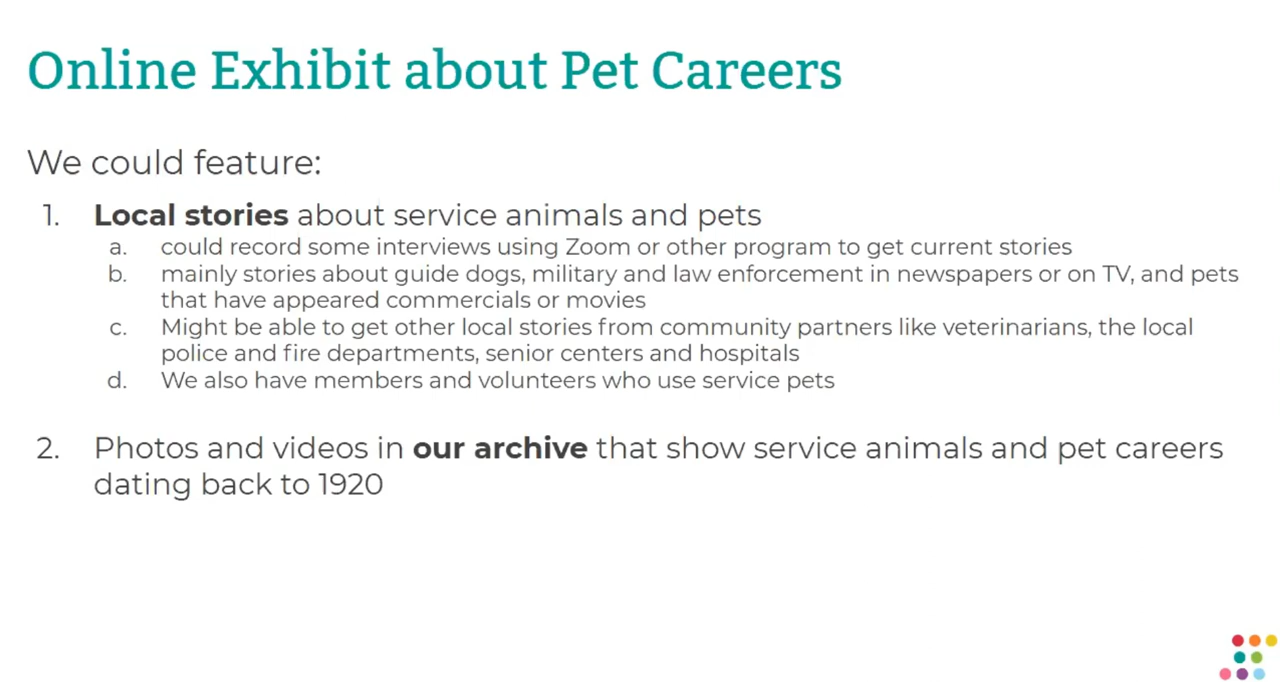 Online Exhibit about Pet Careers
We could feature:
1. Local stories about service animals and pets
a. could record some interviews using Zoom or other program to get current stories
b. mainly stories about guide dogs, military and law enforcement in newspapers or on TV, and pets
that have appeared commercials or movies
c. Might be able to get other local stories from community partners like veterinarians, the local
police and fire departments, senior centers and hospitals
d. We also have members and volunteers who use service pets
2. Photos and videos in our archive that show service animals and pet careers
dating back to 1920